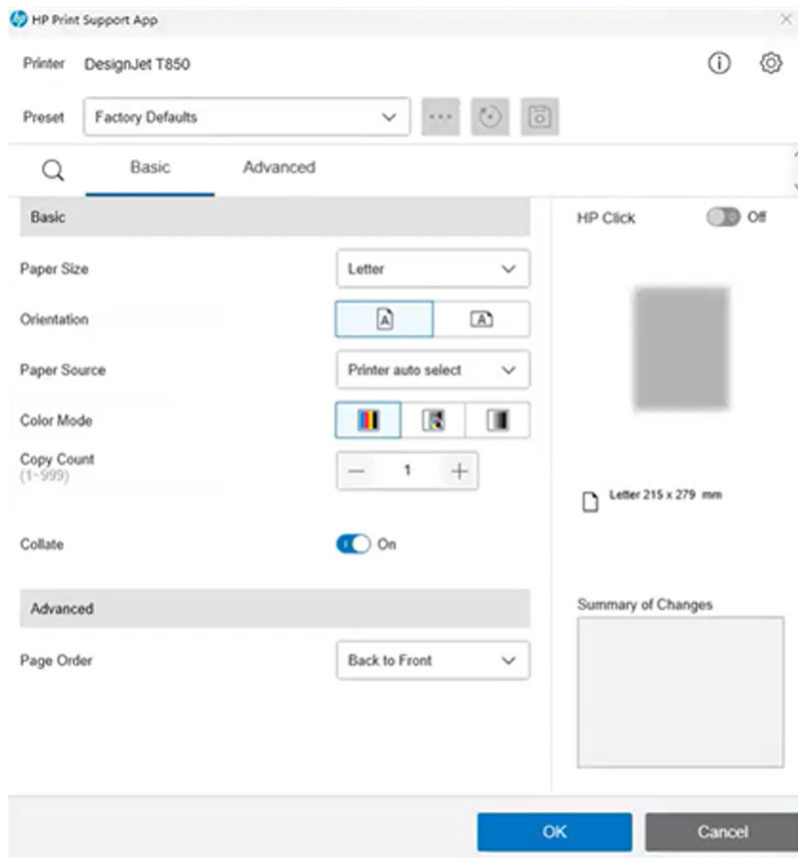 hp HP Print Support App
Printer DesignJet T850
Preset Factory Defaults
Basic Advanced
Basic
HP Click Off
Paper Size Letter
Orientation A A
Paper Source Printer auto select
Color Mode
Copy Count
(1~999)
1
Letter 215 x 279 mm
Collate On
Advanced
Summary of Changes
Page Order Back to Front
OK Cancel